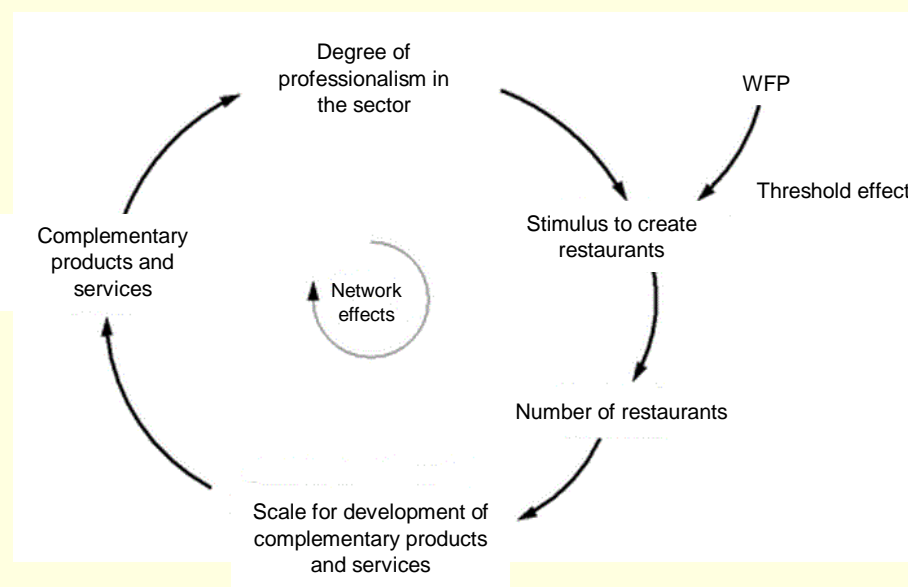 Degree of
professionalism in
the sector
WFP
Threshold effect
Stimulus to create
restaurants
Complementary
products and
services
Network
effects
Number of restaurants
Scale for development of
complementary products
and services